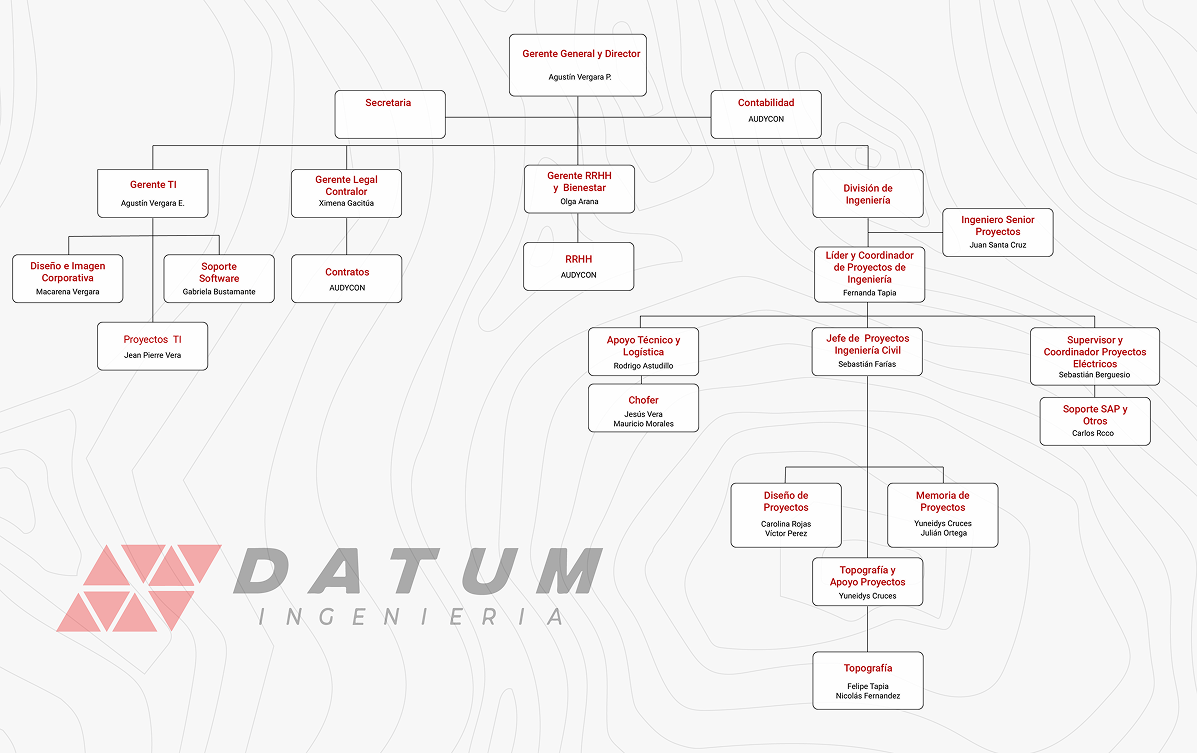 Gerente General y Director
Agustín Vergara P.
Secretaria
Contabilidad
AUDYCON
Gerente TI
Agustín Vergara E.
Gerente Legal
Contralor
Ximena Gacitúa
Gerente RRHH
y Bienestar
Olga Arana
División de
Ingeniería
Ingeniero Senior
Proyectos
Juan Santa Cruz
Diseño e Imagen
Corporativa
Macarena Vergara
Soporte
Software
Gabriela Bustamante
Contratos
AUDYCON
RRHH
AUDYCON
Líder y Coordinador
de Proyectos de
Ingeniería
Fernanda Tapia
Proyectos TI
Jean Pierre Vera
Apoyo Técnico y
Logística
Rodrigo Astudillo
Jefe de Proyectos
Ingeniería Civil
Sebastián Farías
Supervisor y
Coordinador Proyectos
Eléctricos
Sebastián Berguesio
Chofer
Jesús Vera
Mauricio Morales
Soporte SAP y
Otros
Carlos Rcco
Diseño de
Proyectos
Carolina Rojas
Víctor Perez
Memoria de
Proyectos
Yuneidys Cruces
Julián Ortega
Topografía y
Apoyo Proyectos
Yuneidys Cruces
Topografía
Felipe Tapia
Nicolás Fernandez
DATUM
INGENIERIA